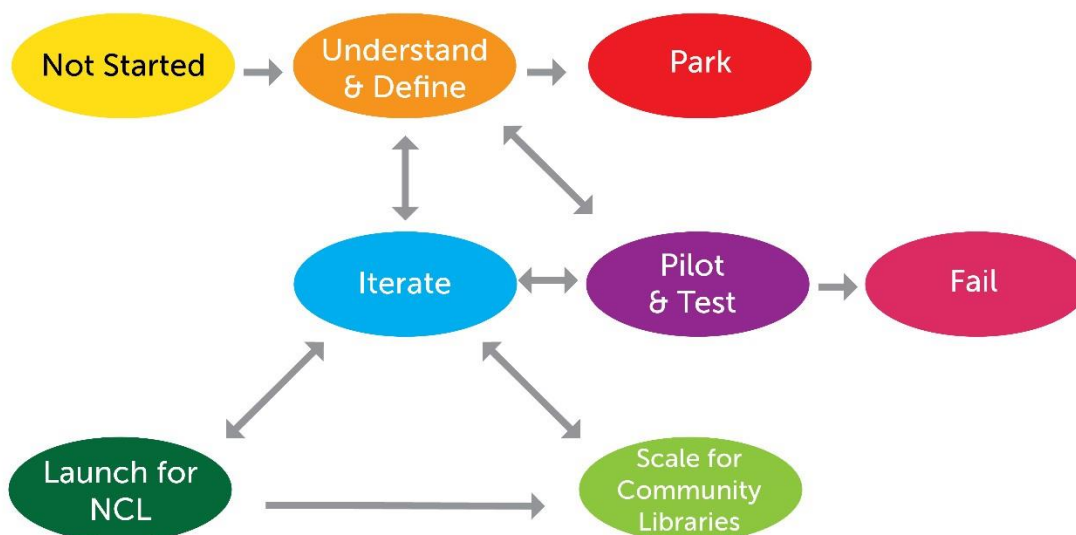 Not Started
Understand
& Define
Park
Iterate
Pilot
& Test
Fail
Launch for
NCL
Scale for
Community
Libraries